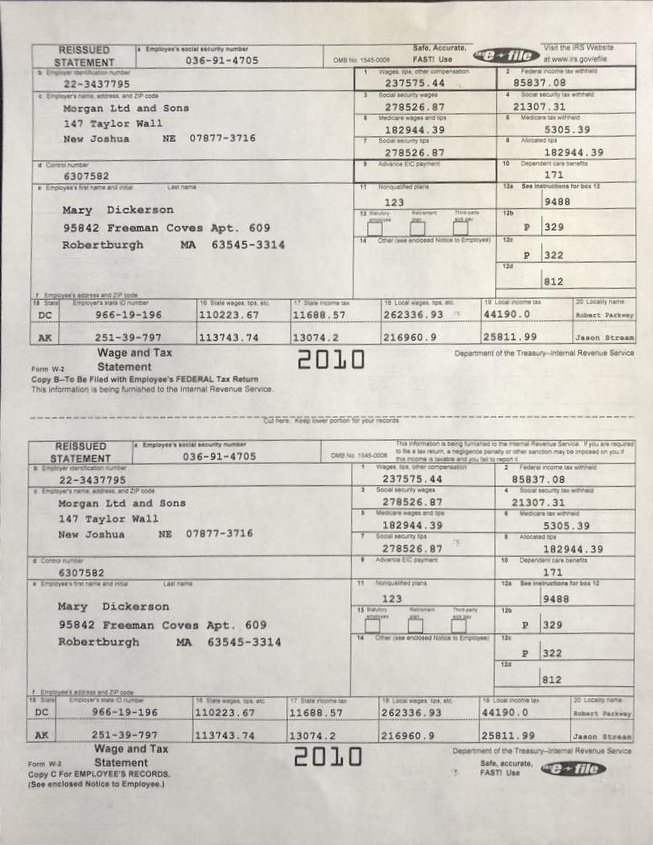 REISSUED STATEMENT
a Employee's social security number
036-91-4705
OMB No. 1545-0008
Safe, Accurate, FAST! Use
e-file
Visit the IRS Website at www.irs.gov/efile
b Employer identification number
22-3437795
1 Wages, tips, other compensation
237575.44
2 Federal income tax withheld
85837.08
c Employer's name, address, and ZIP code
Morgan Ltd and Sons
147 Taylor Wall
New Joshua NE 07877-3716
3 Social security wages
278526.87
4 Social security tax withheld
21307.31
5 Medicare wages and tips
182944.39
6 Medicare tax withheld
5305.39
7 Social security tips
278526.87
8 Allocated tips
182944.39
d Control number
6307582
9 Advance EIC payment
10 Dependent care benefits
171
e Employee's first name and initial Last name
Mary Dickerson
95842 Freeman Coves Apt. 609
Robertburgh MA 63545-3314
11 Nonqualified plans
123
12a See instructions for box 12
9488
13 Statutory employee Retirement plan Third-party sick pay
12b
P 329
14 Other (see enclosed Notice to Employee)
12c
P 322
12d
812
f Employee's address and ZIP code
State Employer's state ID number 16 State wages, tips, etc. 17 State income tax 18 Local wages, tips, etc. 19 Local income tax 20 Locality name
DC 966-19-196 110223.67 11688.57 262336.93 44190.0 Robert Parkway
AK 251-39-797 113743.74 13074.2 216960.9 25811.99 Jason Stream
Form W-2
Wage and Tax Statement
2010
Department of the Treasury–Internal Revenue Service
Copy B–To Be Filed with Employee's FEDERAL Tax Return
This information is being furnished to the Internal Revenue Service.
Cut here. Keep lower portion for your records.
REISSUED STATEMENT
a Employee's social security number
036-91-4705
OMB No. 1545-0008
This information is being furnished to the Internal Revenue Service. If you are required
to file a tax return, a negligence penalty or other sanction may be imposed on you if
this income is taxable and you fail to report it.
b Employer identification number
22-3437795
1 Wages, tips, other compensation
237575.44
2 Federal income tax withheld
85837.08
c Employer's name, address, and ZIP code
Morgan Ltd and Sons
147 Taylor Wall
New Joshua NE 07877-3716
3 Social security wages
278526.87
4 Social security tax withheld
21307.31
5 Medicare wages and tips
182944.39
6 Medicare tax withheld
5305.39
7 Social security tips
278526.87
8 Allocated tips
182944.39
d Control number
6307582
9 Advance EIC payment
10 Dependent care benefits
171
e Employee's first name and initial Last name
Mary Dickerson
95842 Freeman Coves Apt. 609
Robertburgh MA 63545-3314
11 Nonqualified plans
123
12a See instructions for box 12
9488
13 Statutory employee Retirement plan Third-party sick pay
12b
P 329
14 Other (see enclosed Notice to Employee)
12c
P 322
12d
812
f Employee's address and ZIP code
State Employer's state ID number 16 State wages, tips, etc. 17 State income tax Local wages, tips, etc. Local income tax 20 Locality name
DC 966-19-196 110223.67 11688.57 262336.93 44190.0 Robert Parkway
AK 251-39-797 113743.74 13074.2 216960.9 25811.99 Jason Stream
Form W-2
Wage and Tax Statement
2010
Department of the Treasury–Internal Revenue Service
Copy C For EMPLOYEE'S RECORDS.
(See enclosed Notice to Employee.)
Safe, accurate, FAST! Use
e-file